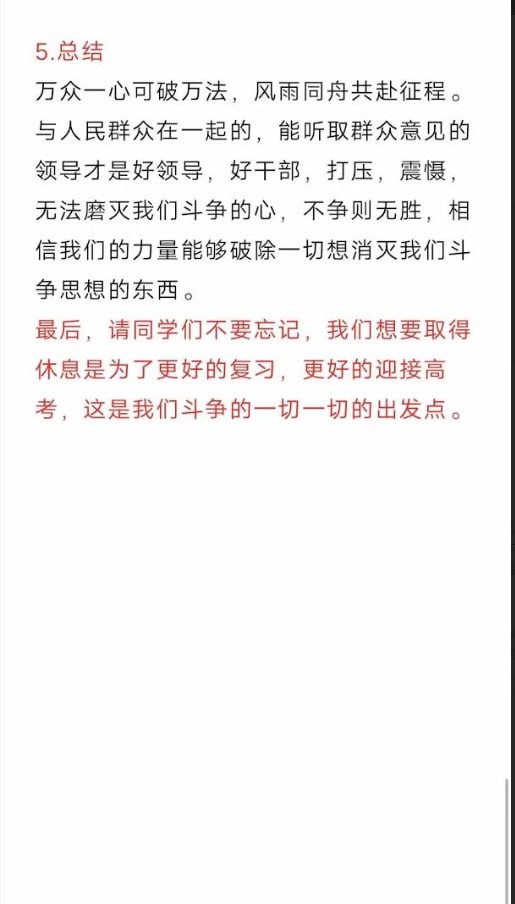 5.总结
万众一心可破万法，风雨同舟共赴征程。
与人民群众在一起的，能听取群众意见的
领导才是好领导，好干部，打压，震慑，
无法磨灭我们斗争的心，不争则无胜，相
信我们的力量能够破除一切想消灭我们斗
争思想的东西。
最后，请同学们不要忘记，我们想要取得
休息是为了更好的复习，更好的迎接高
考，这是我们斗争的一切一切的出发点。